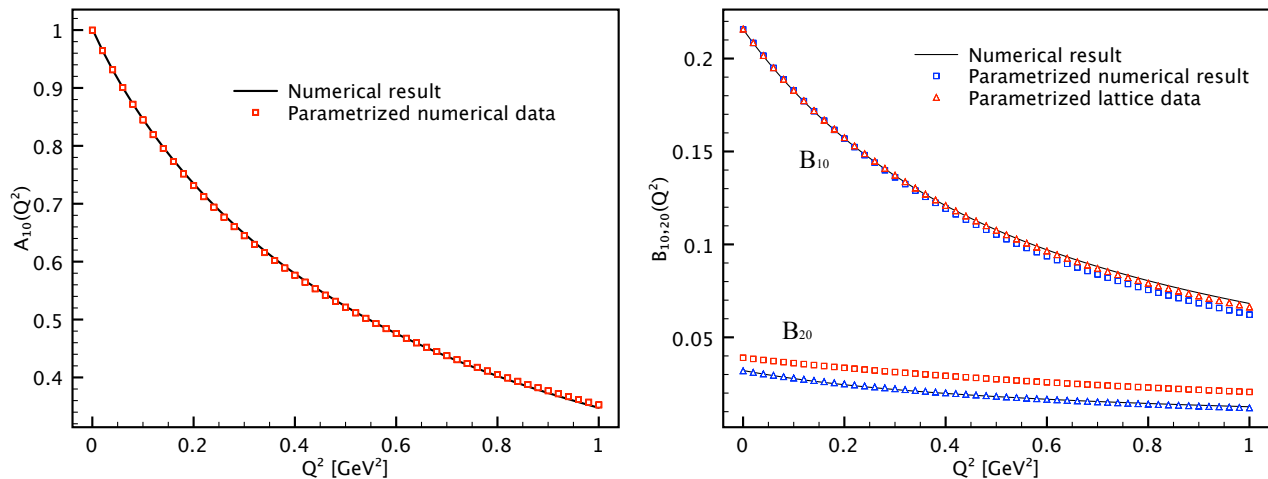 1
0.9
0.8
0.7
0.6
0.5
0.4
A₁₀(Q²)
Numerical result
Parametrized numerical data
0 0.2 0.4 0.6 0.8 1
Q² [GeV²]
0.2
0.15
0.1
0.05
B₁₀,₂₀(Q²)
Numerical result
Parametrized numerical result
Parametrized lattice data
B₁₀
B₂₀
0 0.2 0.4 0.6 0.8 1
Q² [GeV²]